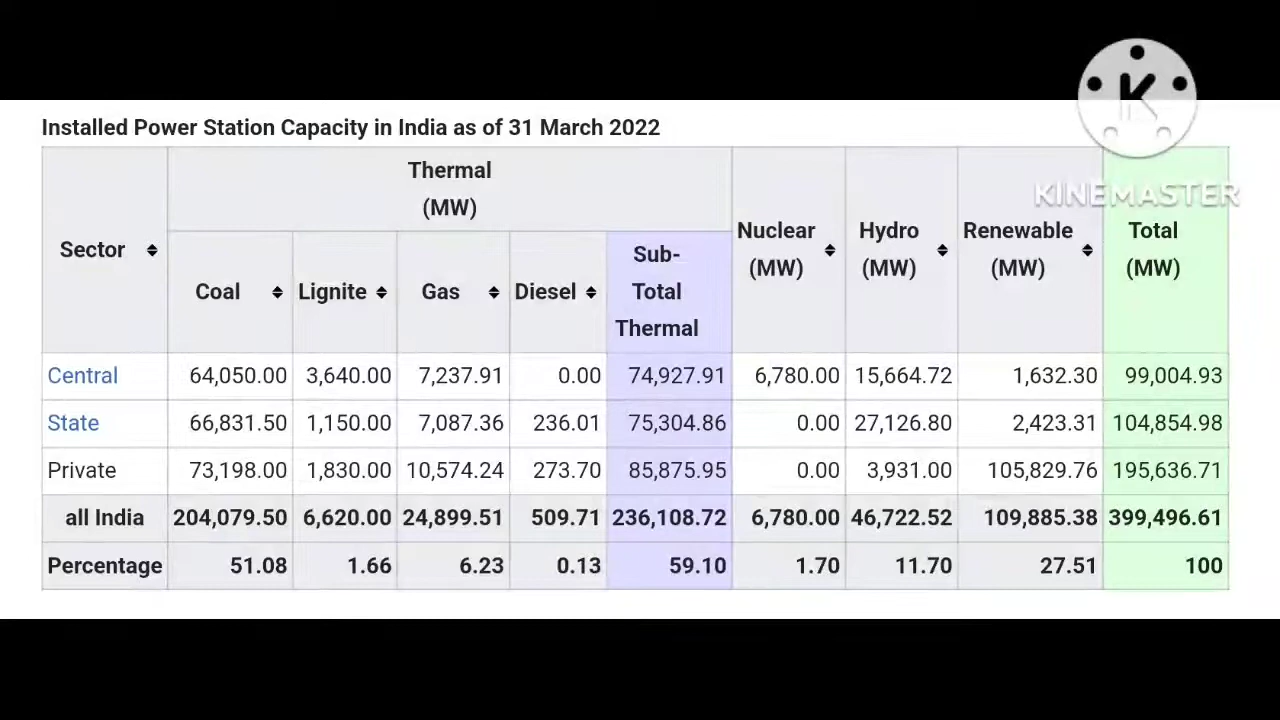 KINEMASTER
Installed Power Station Capacity in India as of 31 March 2022
Sector Thermal (MW) Nuclear (MW) Hydro (MW) Renewable (MW) Total (MW)
Coal Lignite Gas Diesel Sub-Total Thermal
Central 64,050.00 3,640.00 7,237.91 0.00 74,927.91 6,780.00 15,664.72 1,632.30 99,004.93
State 66,831.50 1,150.00 7,087.36 236.01 75,304.86 0.00 27,126.80 2,423.31 104,854.98
Private 73,198.00 1,830.00 10,574.24 273.70 85,875.95 0.00 3,931.00 105,829.76 195,636.71
all India 204,079.50 6,620.00 24,899.51 509.71 236,108.72 6,780.00 46,722.52 109,885.38 399,496.61
Percentage 51.08 1.66 6.23 0.13 59.10 1.70 11.70 27.51 100